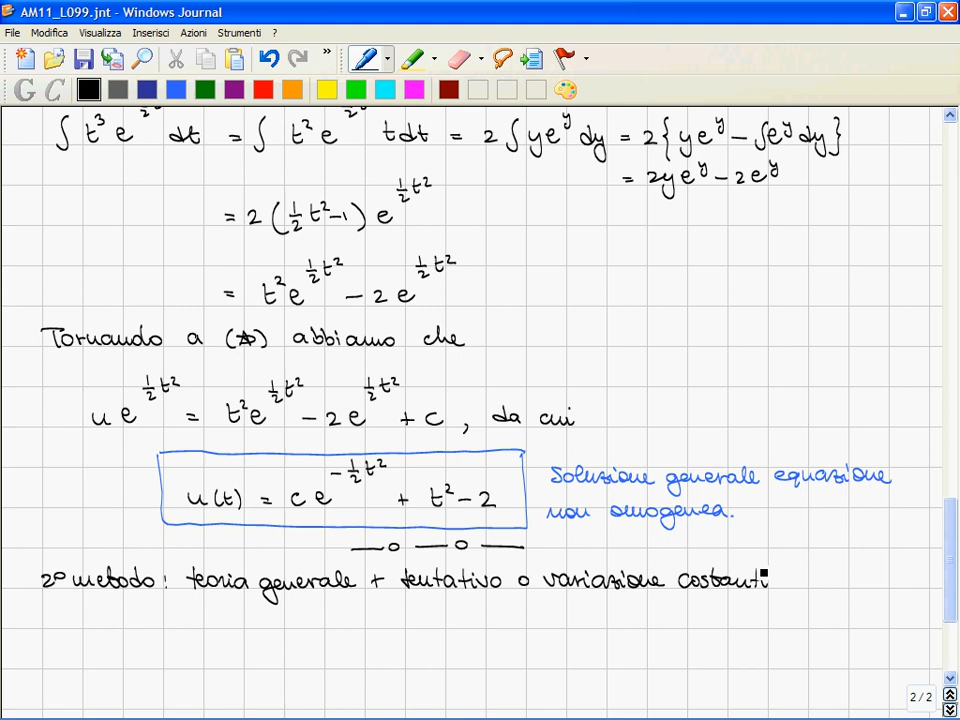 AM11_L099.jnt - Windows Journal
File Modifica Visualizza Inserisci Azioni Strumenti ?
»
G C
∫ t³ e dt = ∫ t² e t dt = 2 ∫ y e^y dy = 2 { y e^y - ∫ e^y dy }
= 2y e^y - 2 e^y
= 2 ( 1/2 t² - 1 ) e^{1/2 t²}
= t² e^{1/2 t²} - 2 e^{1/2 t²}
Tornando a (☆) abbiamo che
u e^{1/2 t²} = t² e^{1/2 t²} - 2 e^{1/2 t²} + c , da cui
u(t) = c e^{-1/2 t²} + t² - 2
Soluzione generale equazione
non omogenea.
2° metodo: teoria generale + tentativo o variazione costanti
2 / 2